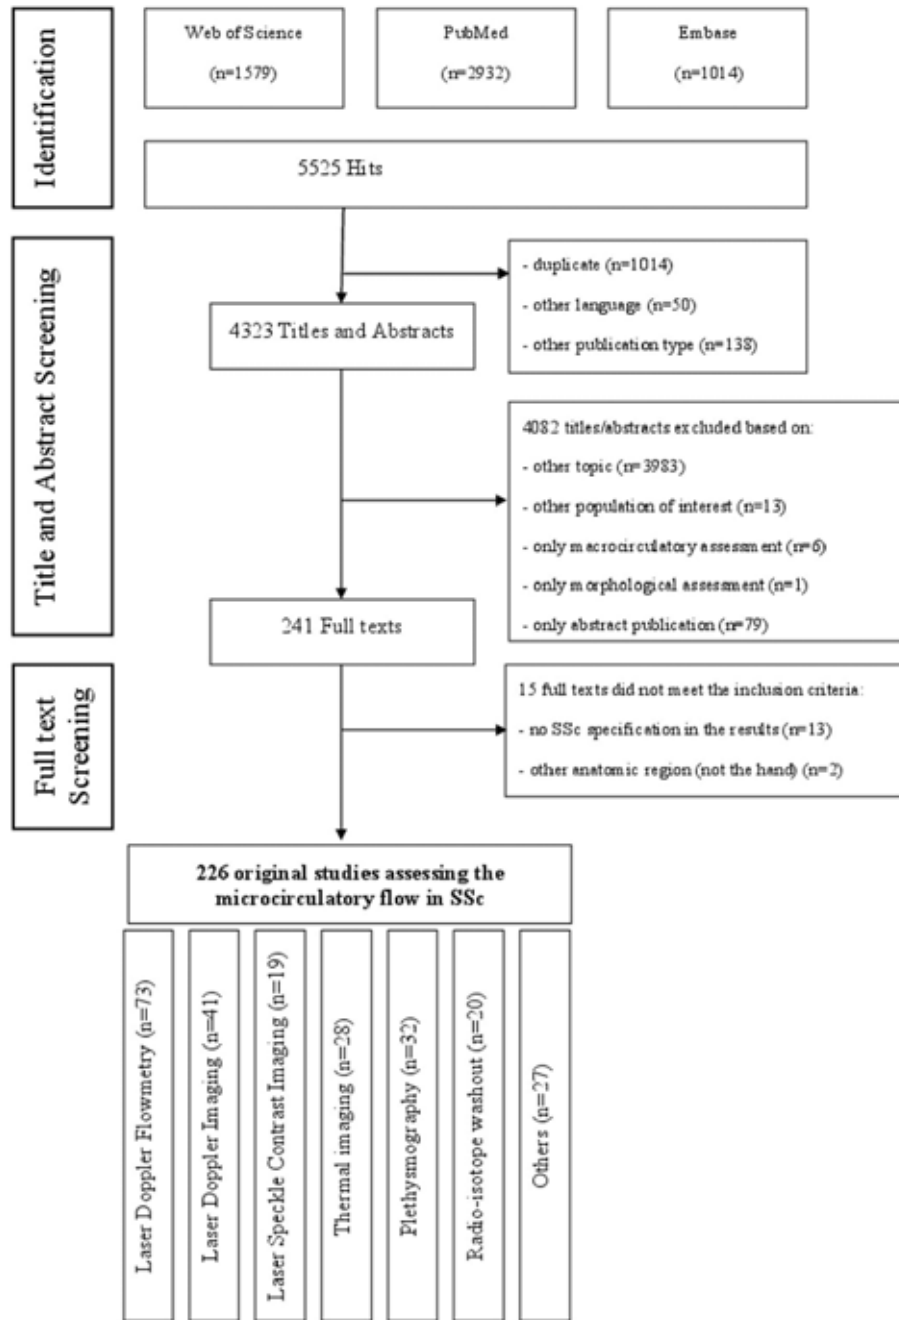 Identification
Web of Science
(n=1579)
PubMed
(n=2932)
Embase
(n=1014)
5525 Hits
Title and Abstract Screening
- duplicate (n=1014)
- other language (n=50)
- other publication type (n=138)
4323 Titles and Abstracts
4082 titles/abstracts excluded based on:
- other topic (n=3983)
- other population of interest (n=13)
- only macrocirculatory assessment (n=6)
- only morphological assessment (n=1)
- only abstract publication (n=79)
241 Full texts
Full text
Screening
15 full texts did not meet the inclusion criteria:
- no SSc specification in the results (n=13)
- other anatomic region (not the hand) (n=2)
226 original studies assessing the
microcirculatory flow in SSc
Laser Doppler Flowmetry (n=73)
Laser Doppler Imaging (n=41)
Laser Speckle Contrast Imaging (n=19)
Thermal imaging (n=28)
Plethysmography (n=32)
Radio-isotope washout (n=20)
Others (n=27)